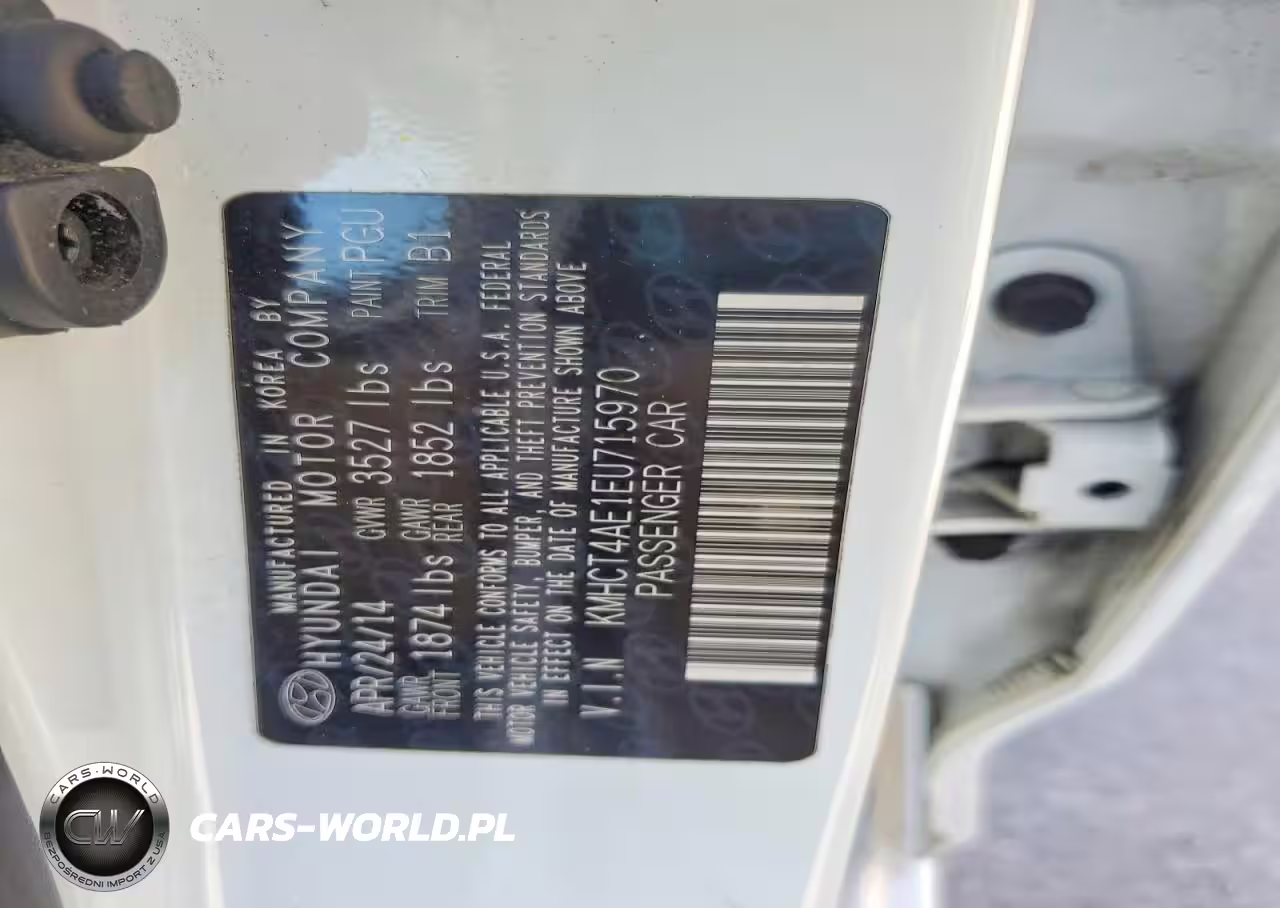 MANUFACTURED IN KOREA BY
HYUNDAI MOTOR COMPANY
APR/24/14 GVWR 3527 lbs PAINT PGU
GAWR FRONT 1874 lbs GAWR REAR 1852 lbs TRIM B1
THIS VEHICLE CONFORMS TO ALL APPLICABLE U.S.A. FEDERAL
MOTOR VEHICLE SAFETY, BUMPER, AND THEFT PREVENTION STANDARDS
IN EFFECT ON THE DATE OF MANUFACTURE SHOWN ABOVE
V.I.N KMHCT4AE1EU715970
PASSENGER CAR
CARS-WORLD
CW
BEZPOŚREDNI IMPORT Z USA
CARS-WORLD.PL